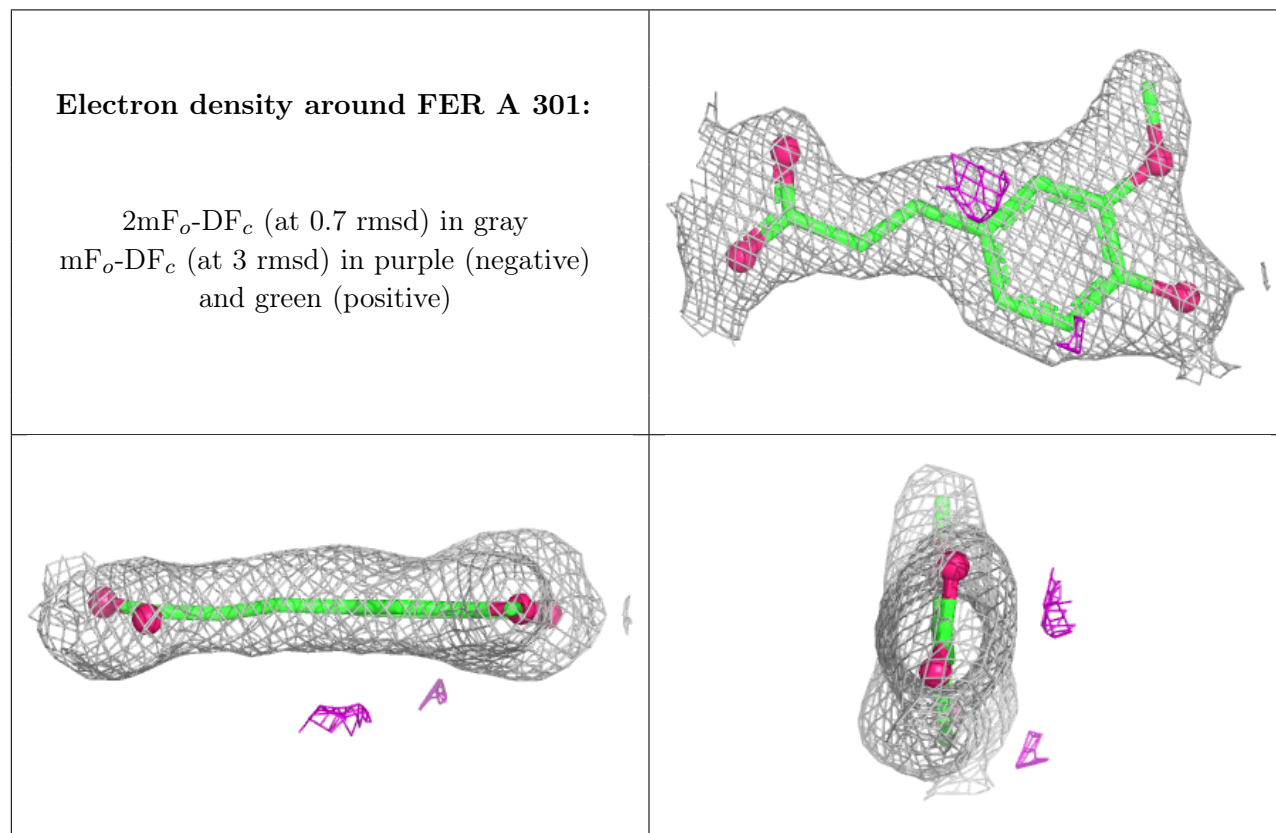 Electron density around FER A 301:
2mFo-DFc (at 0.7 rmsd) in gray
mFo-DFc (at 3 rmsd) in purple (negative)
and green (positive)